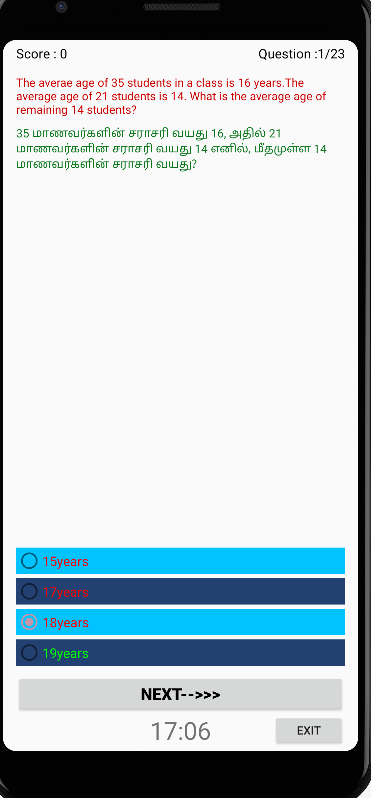 Score : 0
Question :1/23
The averae age of 35 students in a class is 16 years.The
average age of 21 students is 14. What is the average age of
remaining 14 students?
35 மாணவர்களின் சராசரி வயது 16, அதில் 21
மாணவர்களின் சராசரி வயது 14 எனில், மீதமுள்ள 14
மாணவர்களின் சராசரி வயது?
15years
17years
18years
19years
NEXT-->>>
17:06
EXIT